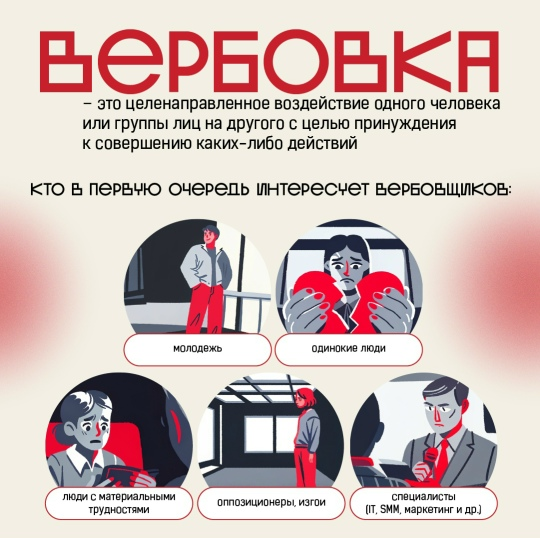 ВЕРБОВКА
– это целенаправленное воздействие одного человека
или группы лиц на другого с целью принуждения
к совершению каких-либо действий
КТО В ПЕРВУЮ ОЧЕРЕДЬ ИНТЕРЕСУЕТ ВЕРБОВЩИКОВ:
молодежь
одинокие люди
люди с материальными
трудностями
оппозиционеры, изгои
специалисты
(IT, SMM, маркетинг и др.)